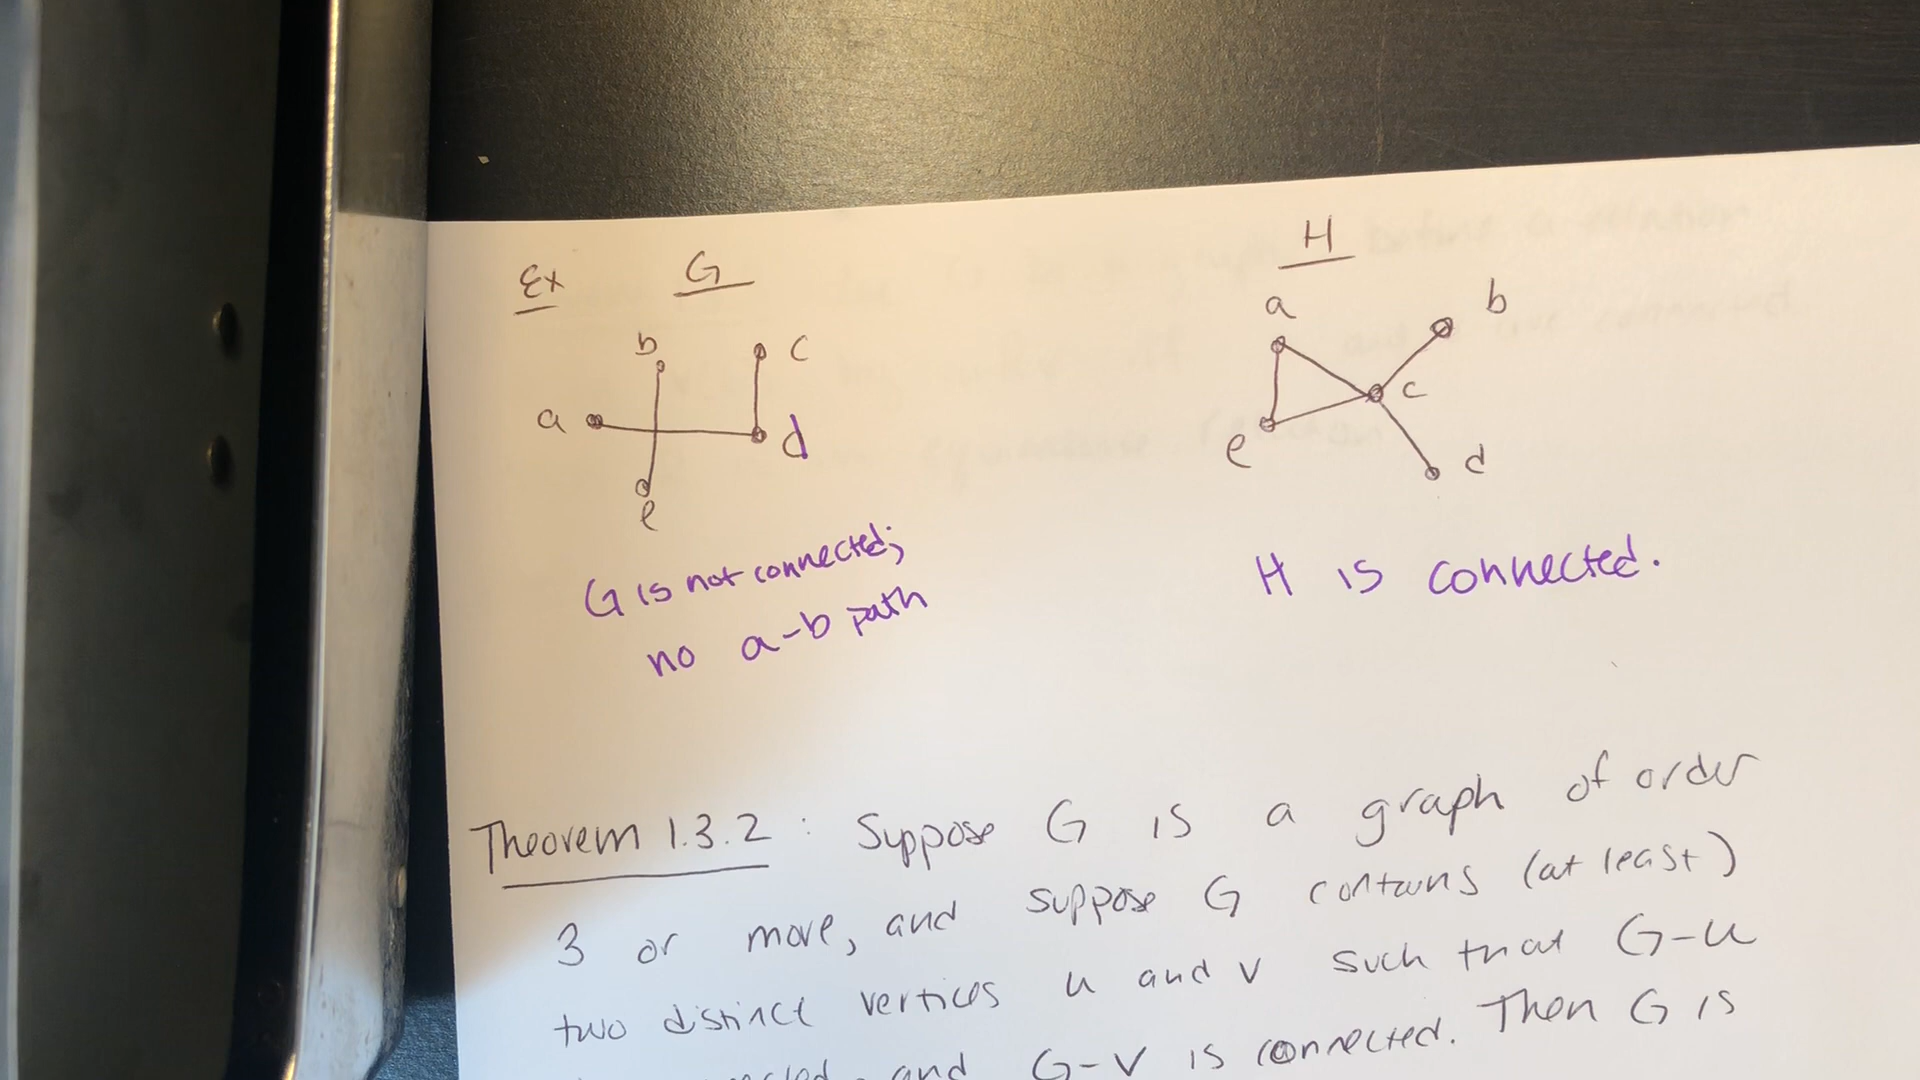 Ex G H
a b
b c
a d c
e d
e
G is not connected; H is connected.
no a-b path
Theorem 1.3.2: Suppose G is a graph of order
3 or more, and suppose G contains (at least)
two distinct vertices u and v such that G-u
and G-v is connected. Then G is